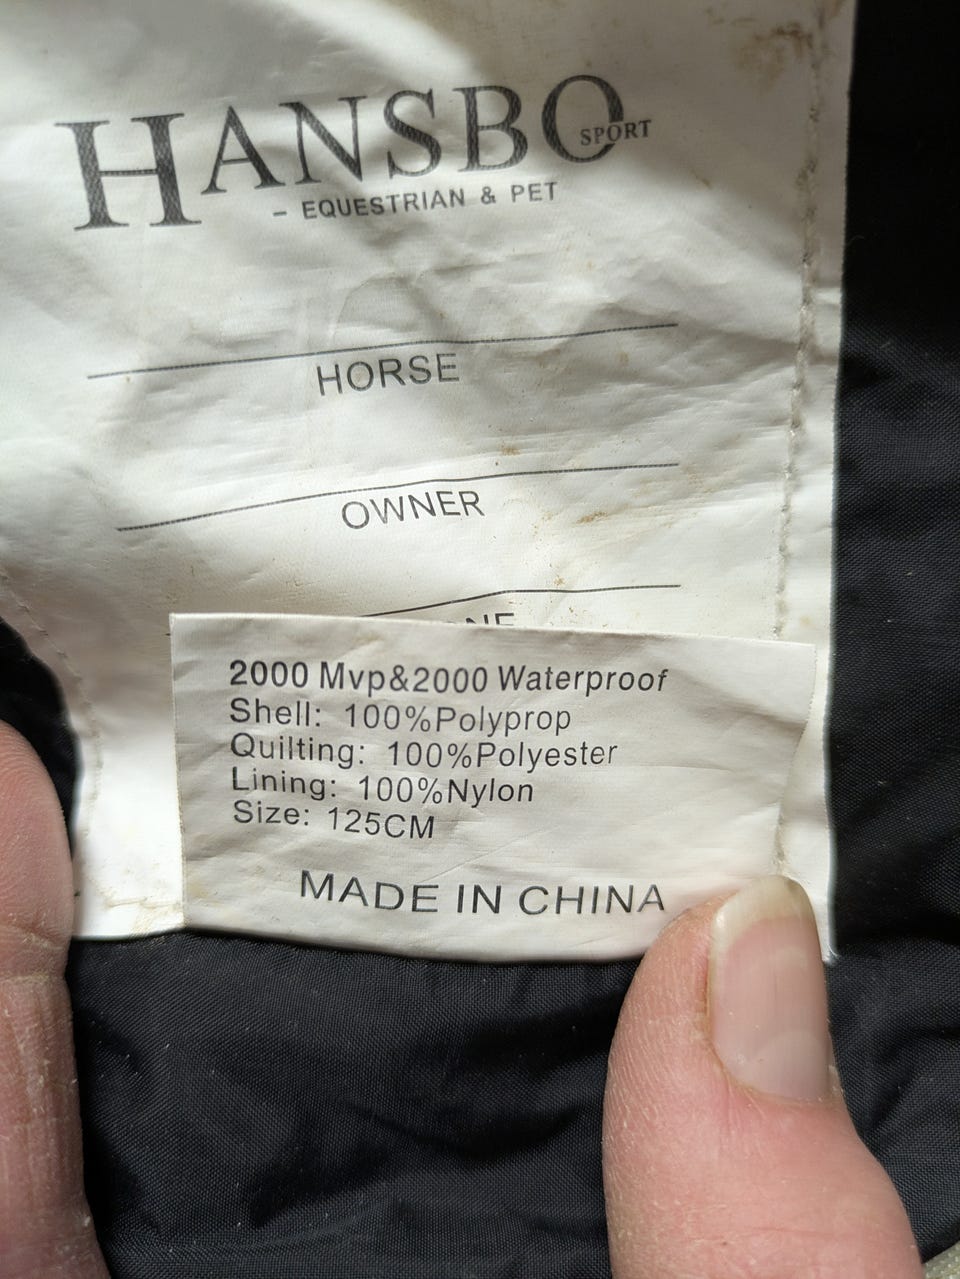 HANSBO SPORT
- EQUESTRIAN & PET
HORSE
OWNER
2000 Mvp&2000 Waterproof
Shell: 100%Polyprop
Quilting: 100%Polyester
Lining: 100%Nylon
Size: 125CM
MADE IN CHINA